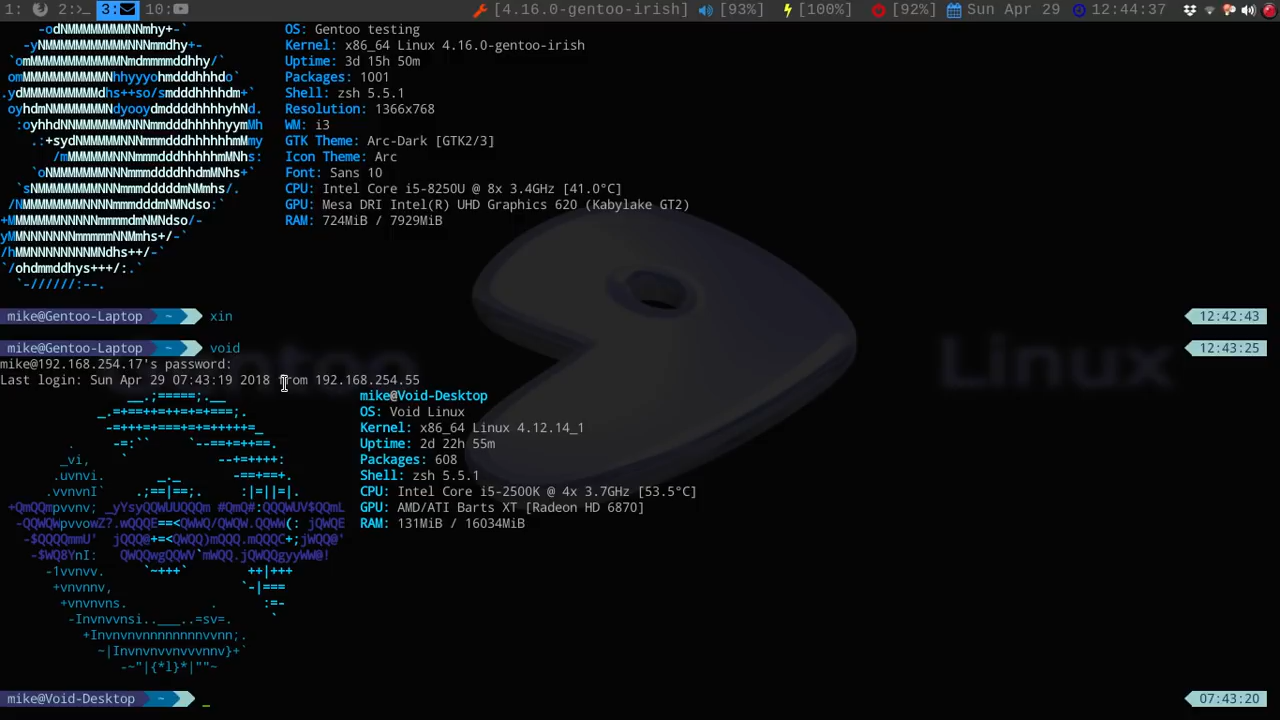 1: 2: 3: 10: [4.16.0-gentoo-irish] [93%] [100%] [92%] Sun Apr 29 12:44:37
OS: Gentoo testing
Kernel: x86_64 Linux 4.16.0-gentoo-irish
Uptime: 3d 15h 50m
Packages: 1001
Shell: zsh 5.5.1
Resolution: 1366x768
WM: i3
GTK Theme: Arc-Dark [GTK2/3]
Icon Theme: Arc
Font: Sans 10
CPU: Intel Core i5-8250U @ 8x 3.4GHz [41.0°C]
GPU: Mesa DRI Intel(R) UHD Graphics 620 (Kabylake GT2)
RAM: 724MiB / 7929MiB
mike@Gentoo-Laptop ~ xin 12:42:43
mike@Gentoo-Laptop ~ void 12:43:25
mike@192.168.254.17's password:
Last login: Sun Apr 29 07:43:19 2018 from 192.168.254.55
mike@Void-Desktop
OS: Void Linux
Kernel: x86_64 Linux 4.12.14_1
Uptime: 2d 22h 55m
Packages: 608
Shell: zsh 5.5.1
CPU: Intel Core i5-2500K @ 4x 3.7GHz [53.5°C]
GPU: AMD/ATI Barts XT [Radeon HD 6870]
RAM: 131MiB / 16034MiB
mike@Void-Desktop ~ _ 07:43:20
Gentoo Linux